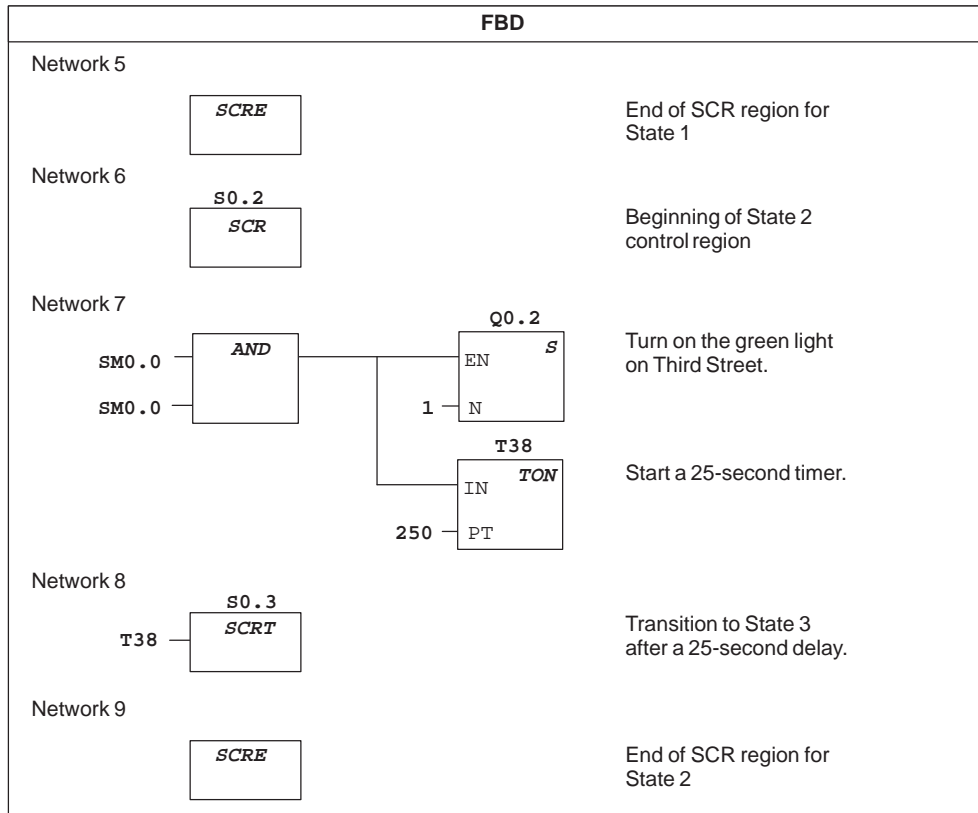 FBD
Network 5
SCRE
End of SCR region for
State 1
Network 6
S0.2
SCR
Beginning of State 2
control region
Network 7
SM0.0
SM0.0
AND
Q0.2
S
EN
1
N
Turn on the green light
on Third Street.
T38
TON
IN
250
PT
Start a 25-second timer.
Network 8
S0.3
T38
SCRT
Transition to State 3
after a 25-second delay.
Network 9
SCRE
End of SCR region for
State 2